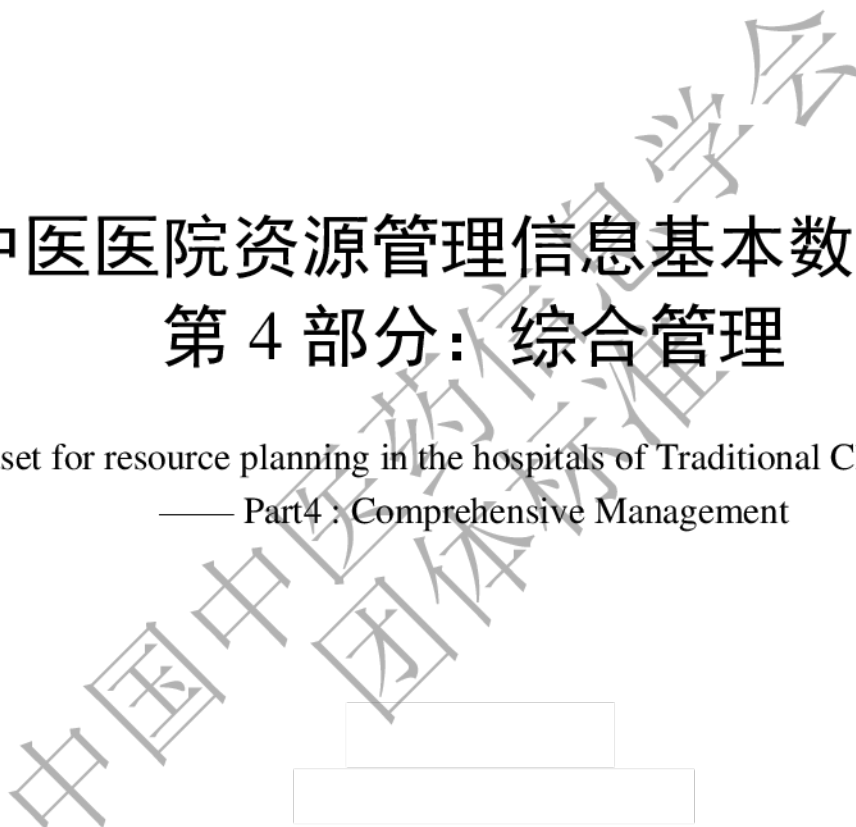 中医医院资源管理信息基本数
第 4 部分：综合管理
set for resource planning in the hospitals of Traditional C
—— Part4 : Comprehensive Management
中国中医药信息学会
团体标准